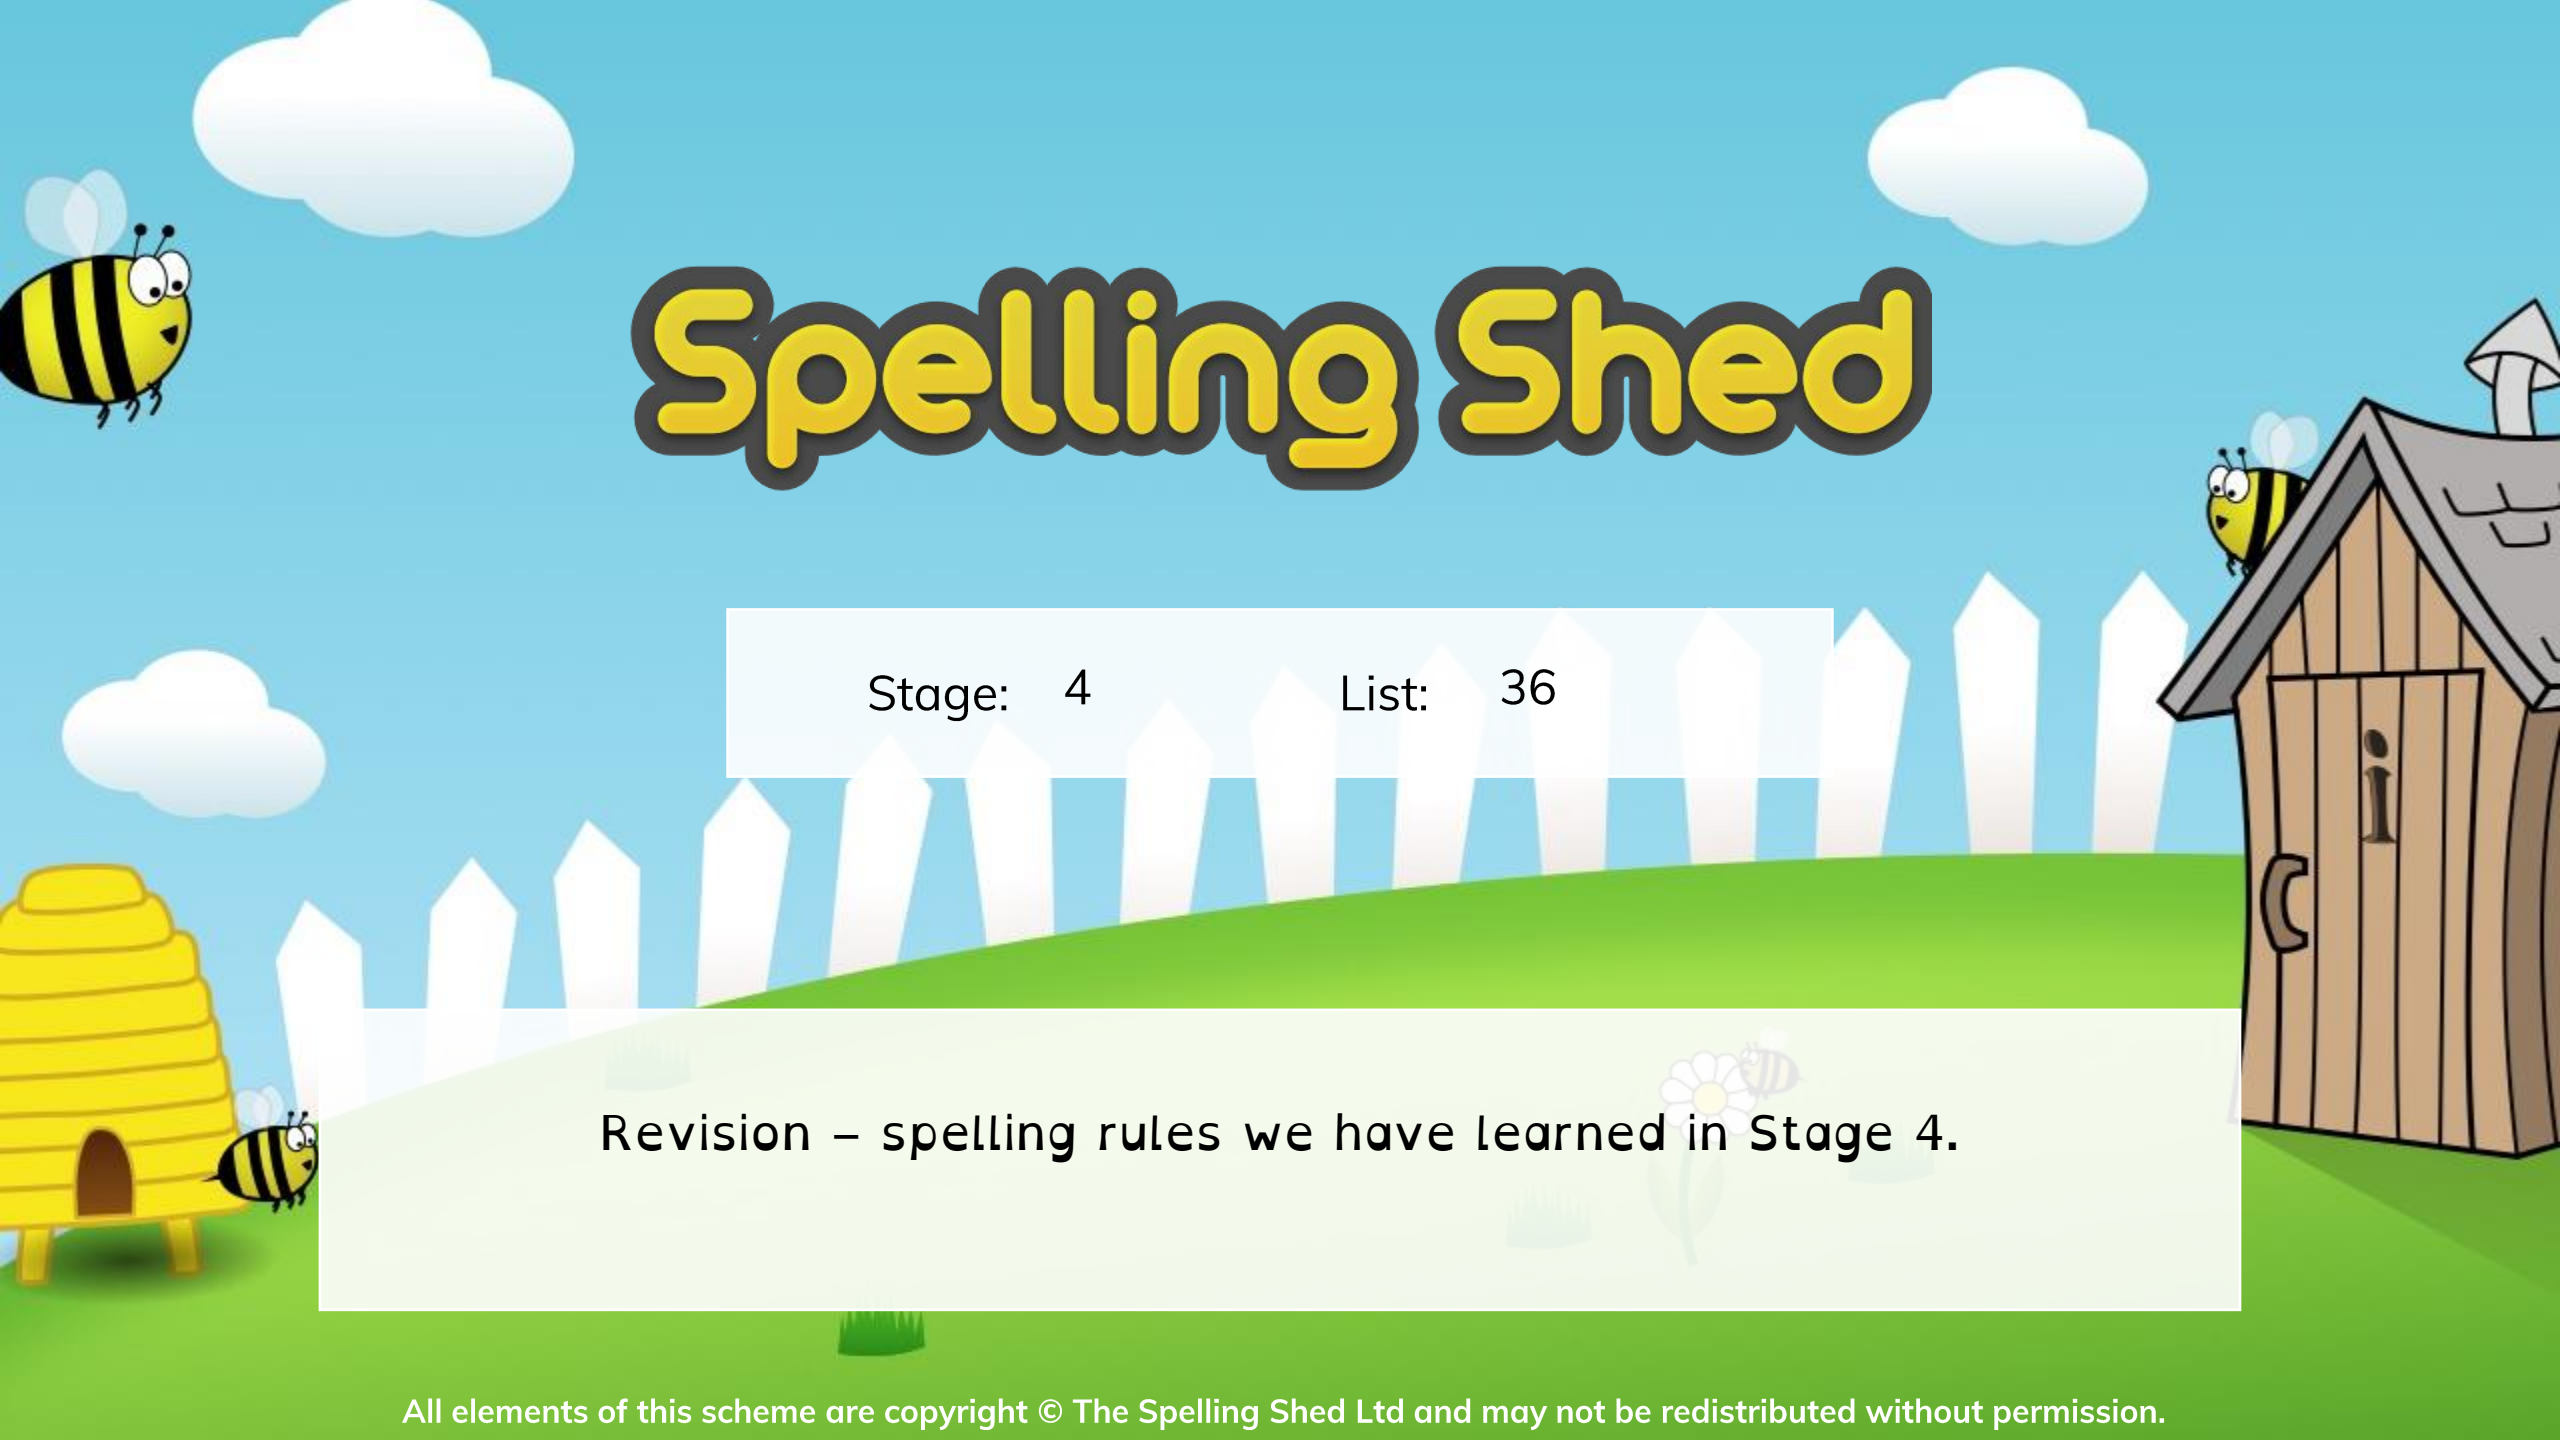 Spelling Shed
Stage: 4 List: 36
i
Revision – spelling rules we have learned in Stage 4.
All elements of this scheme are copyright © The Spelling Shed Ltd and may not be redistributed without permission.